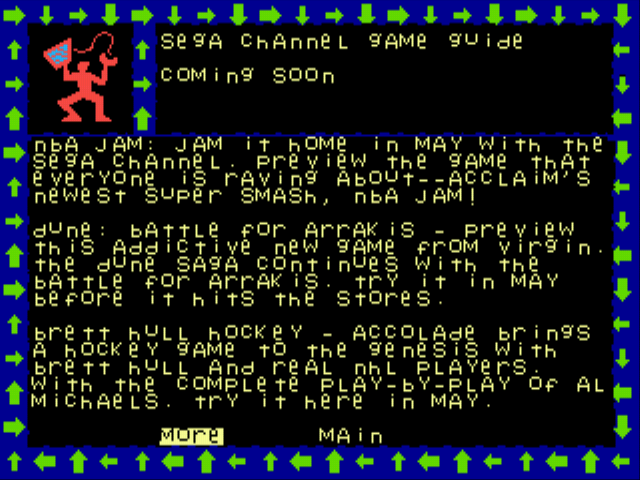 SegA ChAnneL gAMe guide
COMing SOOn
nbA JAM: JAM it hOMe in MAY With the
SegA ChAnneL. PreVieW the gAMe thAt
eVerYOne iS rAVing AbOut--ACCLAiM'S
neWeSt SuPer SMASh, nbA JAM!
dune: bAttLe fOr ArrAKiS - PreVieW
thiS AddiCtiVe neW gAMe frOM Virgin.
the dune SAgA COntinueS With the
bAttLe fOr ArrAKiS. trY it in MAY
befOre it hitS the StOreS.
brett huLL hOCKeY - ACCOLAde bringS
A hOCKeY gAMe tO the geneSiS With
brett huLL And reAL nhL PLAYerS.
With the COMPLete PLAY-bY-PLAY Of AL
MiChAeLS. trY it here in MAY.
MOre MAin